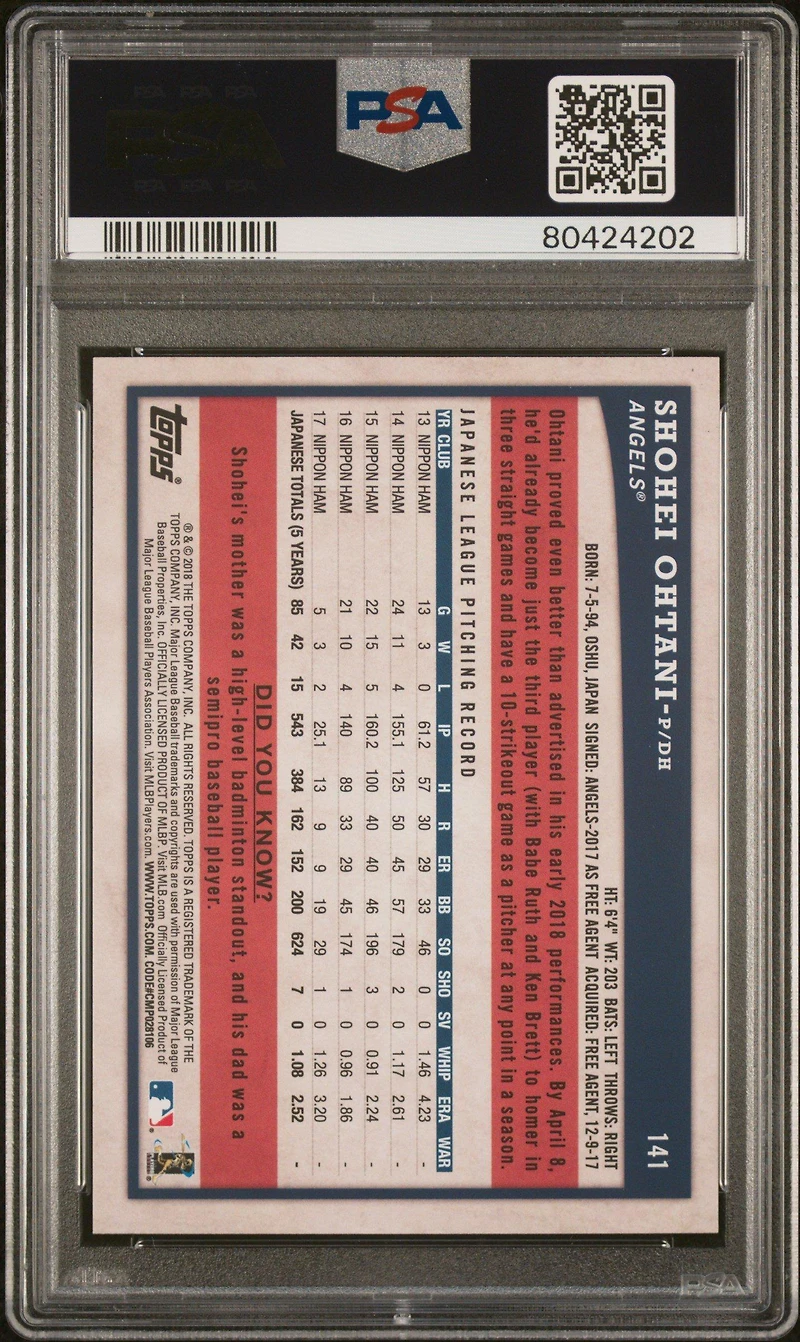 PSA
80424202
SHOHEI OHTANI-P/DH
141
ANGELS®
HT: 6'4" WT: 203 BATS: LEFT THROWS: RIGHT
BORN: 7-5-94, OSHU, JAPAN SIGNED: ANGELS-2017 AS FREE AGENT ACQUIRED: FREE AGENT, 12-9-17
Ohtani proved even better than advertised in his early 2018 performances. By April 8,
he'd already become just the third player (with Babe Ruth and Ken Brett) to homer in
three straight games and have a 10-strikeout game as a pitcher at any point in a season.
JAPANESE LEAGUE PITCHING RECORD
YR CLUB G W L IP H R ER BB SO SHO SV WHIP ERA WAR
13 NIPPON HAM 13 3 0 61.2 57 30 29 33 46 0 0 1.46 4.23 -
14 NIPPON HAM 24 11 4 155.1 125 50 45 57 179 2 0 1.17 2.61 -
15 NIPPON HAM 22 15 5 160.2 100 40 40 46 196 3 0 0.91 2.24 -
16 NIPPON HAM 21 10 4 140 89 33 29 45 174 1 0 0.96 1.86 -
17 NIPPON HAM 5 3 2 25.1 13 9 9 19 29 1 0 1.26 3.20 -
JAPANESE TOTALS (5 YEARS) 85 42 15 543 384 162 152 200 624 7 0 1.08 2.52 -
DID YOU KNOW?
Shohei's mother was a high-level badminton standout, and his dad was a
semipro baseball player.
topps®
® & © 2018 THE TOPPS COMPANY, INC. ALL RIGHTS RESERVED. TOPPS IS A REGISTERED TRADEMARK OF THE
TOPPS COMPANY, INC. Major League Baseball trademarks and copyrights are used with permission of Major League
Baseball Properties, Inc. OFFICIALLY LICENSED PRODUCT OF MLBP. Visit MLB.com Officially Licensed Product of
Major League Baseball Players Association. Visit MLBPlayers.com. WWW.TOPPS.COM. CODE#CMP028106
PSA